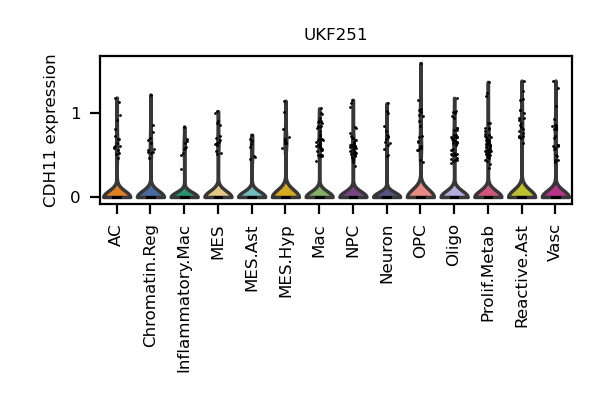 UKF251
CDH11 expression
1
0
AC
Chromatin.Reg
Inflammatory.Mac
MES
MES.Ast
MES.Hyp
Mac
NPC
Neuron
OPC
Oligo
Prolif.Metab
Reactive.Ast
Vasc